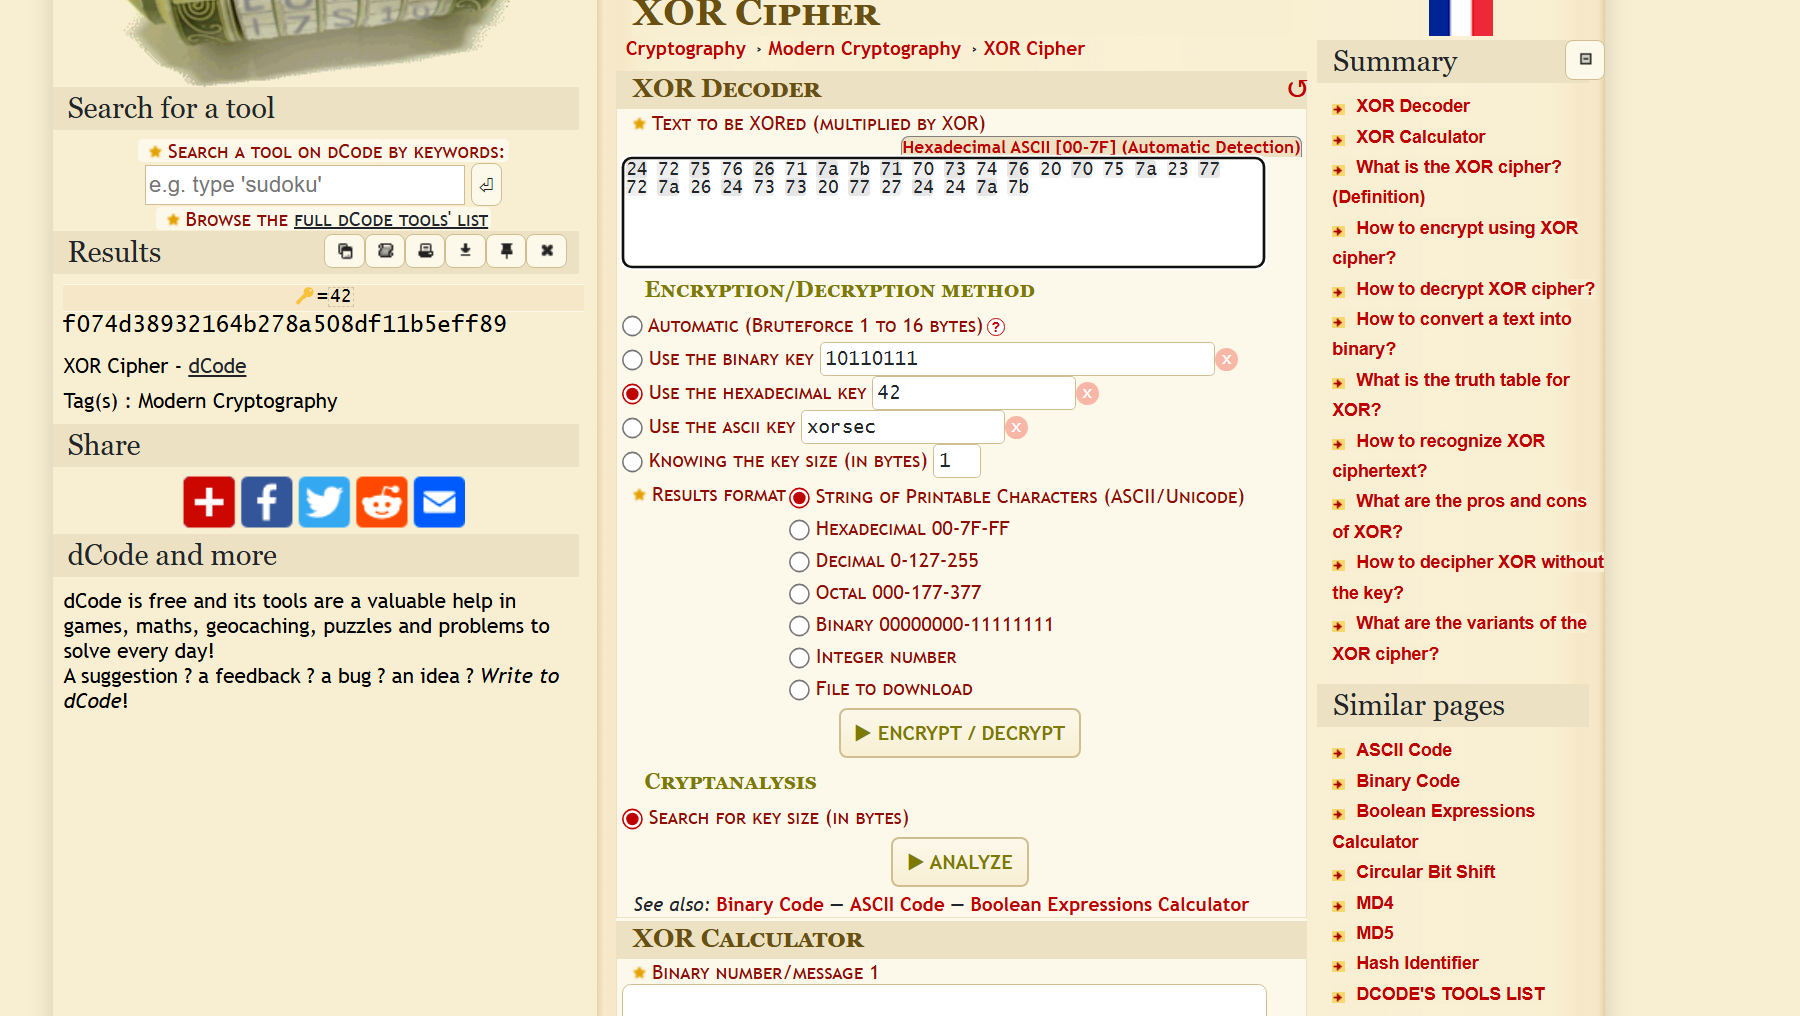 Search for a tool
SEARCH A TOOL ON DCODE BY KEYWORDS:
e.g. type 'sudoku'
BROWSE THE FULL DCODE TOOLS' LIST
Results
=42
f074d38932164b278a508df11b5eff89
XOR Cipher - dCode
Tag(s) : Modern Cryptography
Share
dCode and more
dCode is free and its tools are a valuable help in
games, maths, geocaching, puzzles and problems to
solve every day!
A suggestion ? a feedback ? a bug ? an idea ? Write to
dCode!
XOR CIPHER
Cryptography › Modern Cryptography › XOR Cipher
XOR DECODER
TEXT TO BE XORED (MULTIPLIED BY XOR)
Hexadecimal ASCII [00-7F] (Automatic Detection)
24 72 75 76 26 71 7a 7b 71 70 73 74 76 20 70 75 7a 23 77
72 7a 26 24 73 73 20 77 27 24 24 7a 7b
ENCRYPTION/DECRYPTION METHOD
AUTOMATIC (BRUTEFORCE 1 TO 16 BYTES) ?
USE THE BINARY KEY 10110111 x
USE THE HEXADECIMAL KEY 42 x
USE THE ASCII KEY xorsec x
KNOWING THE KEY SIZE (IN BYTES) 1
RESULTS FORMAT STRING OF PRINTABLE CHARACTERS (ASCII/UNICODE)
HEXADECIMAL 00-7F-FF
DECIMAL 0-127-255
OCTAL 000-177-377
BINARY 00000000-11111111
INTEGER NUMBER
FILE TO DOWNLOAD
▶ ENCRYPT / DECRYPT
CRYPTANALYSIS
SEARCH FOR KEY SIZE (IN BYTES)
▶ ANALYZE
See also: Binary Code — ASCII Code — Boolean Expressions Calculator
XOR CALCULATOR
BINARY NUMBER/MESSAGE 1
Summary
XOR Decoder
XOR Calculator
What is the XOR cipher?
(Definition)
How to encrypt using XOR
cipher?
How to decrypt XOR cipher?
How to convert a text into
binary?
What is the truth table for
XOR?
How to recognize XOR
ciphertext?
What are the pros and cons
of XOR?
How to decipher XOR without
the key?
What are the variants of the
XOR cipher?
Similar pages
ASCII Code
Binary Code
Boolean Expressions
Calculator
Circular Bit Shift
MD4
MD5
Hash Identifier
DCODE'S TOOLS LIST